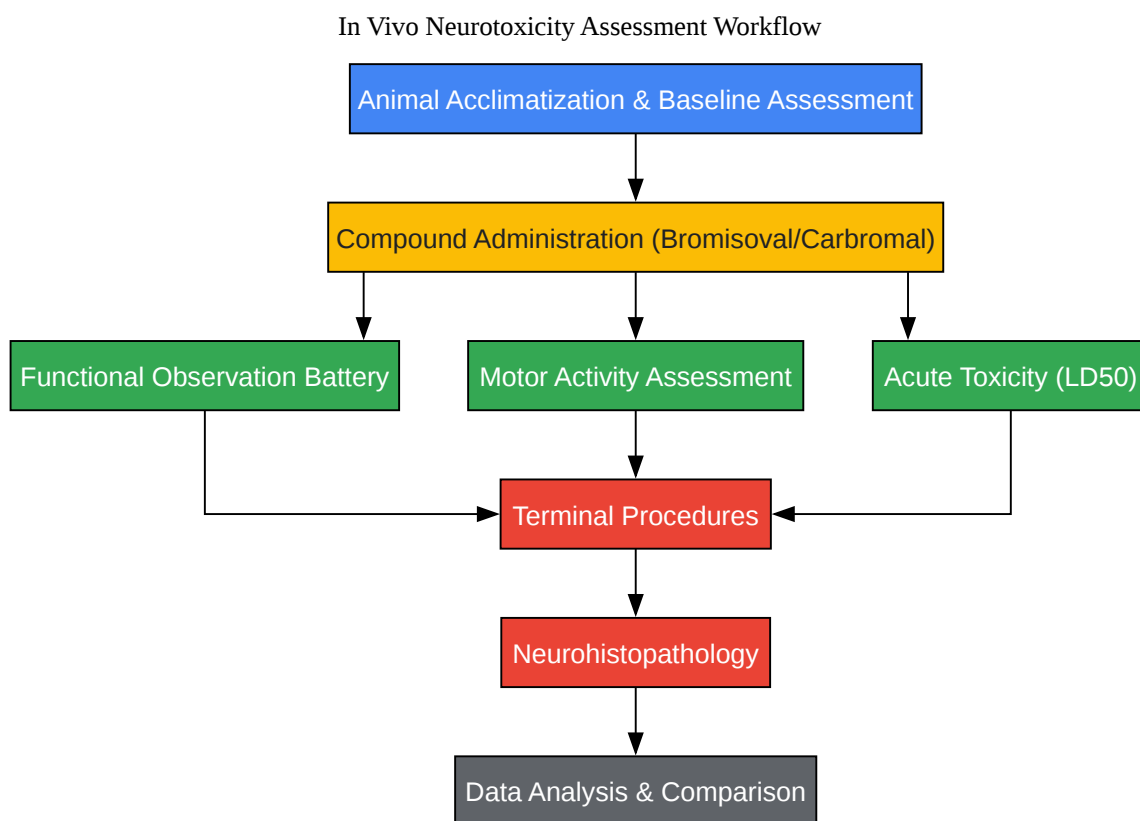 In Vivo Neurotoxicity Assessment Workflow
Animal Acclimatization & Baseline Assessment
Compound Administration (Bromisoval/Carbromal)
Functional Observation Battery
Motor Activity Assessment
Acute Toxicity (LD50)
Terminal Procedures
Neurohistopathology
Data Analysis & Comparison